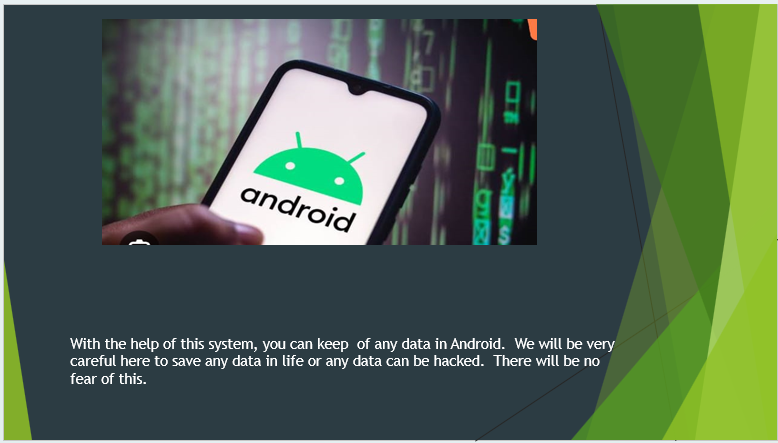 android
With the help of this system, you can keep  of any data in Android.  We will be very
careful here to save any data in life or any data can be hacked.  There will be no
fear of this.